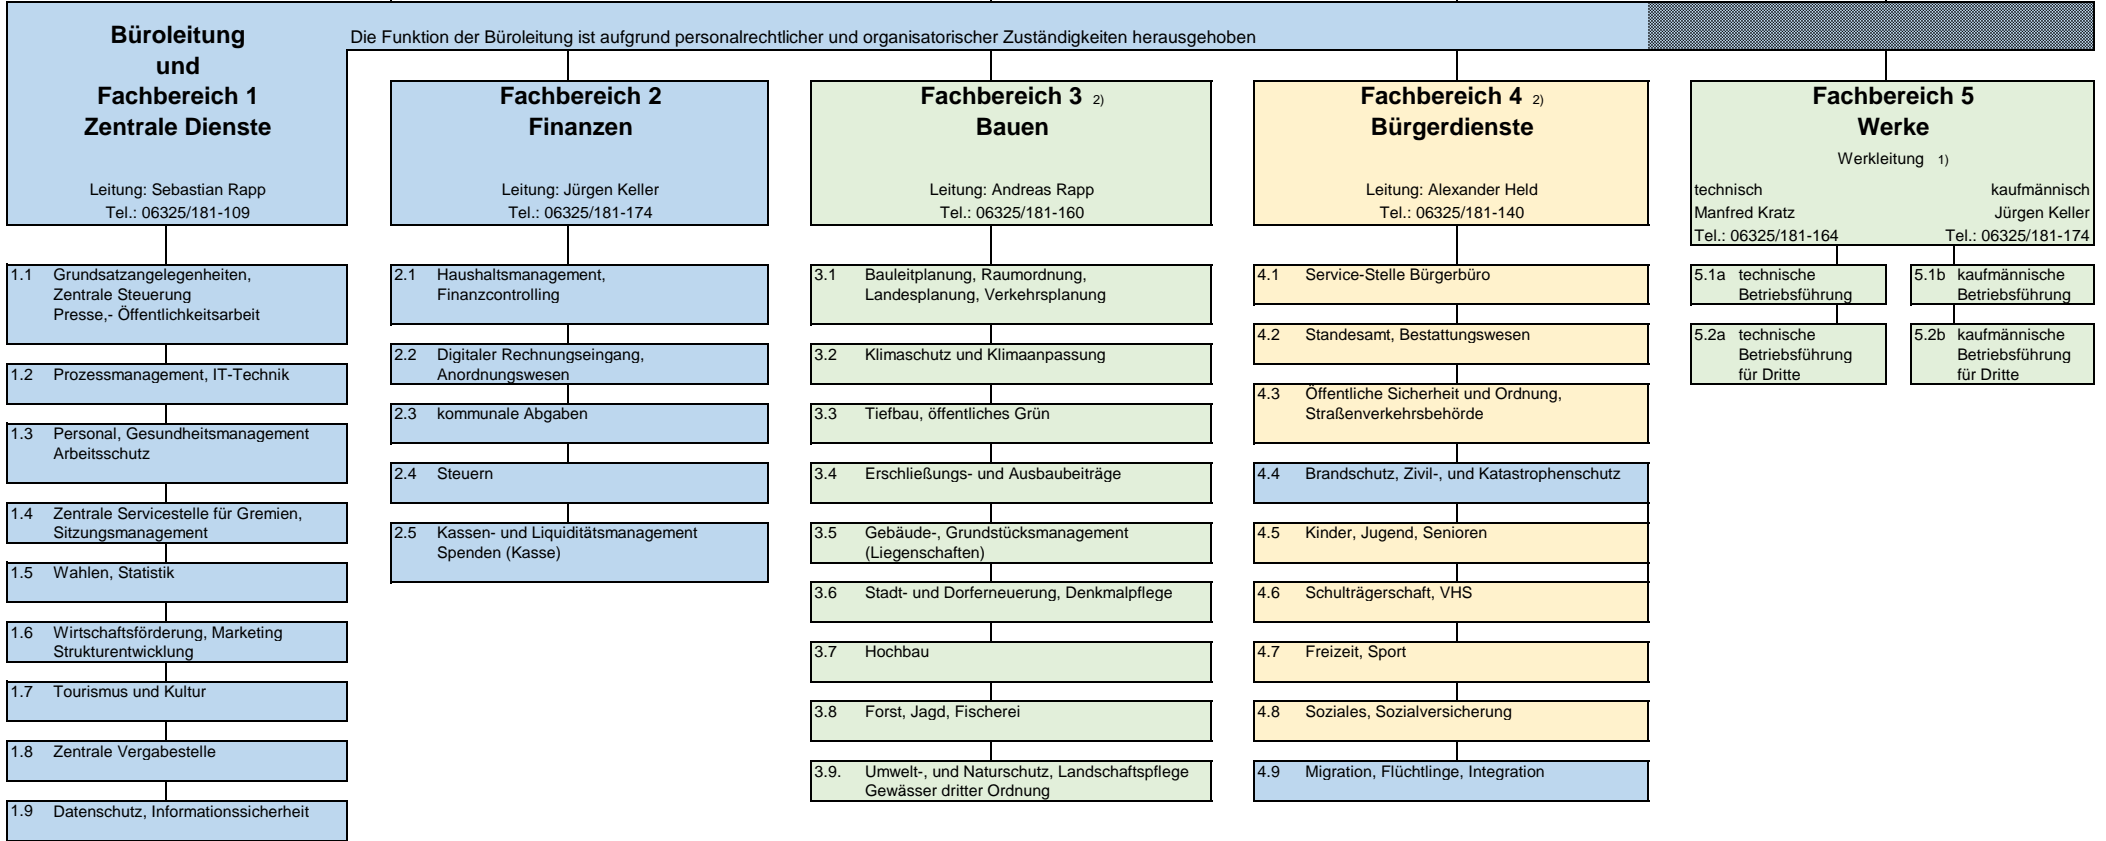 Büroleitung
und
Fachbereich 1
Zentrale Dienste
Leitung: Sebastian Rapp
Tel.: 06325/181-109
Die Funktion der Büroleitung ist aufgrund personalrechtlicher und organisatorischer Zuständigkeiten herausgehoben
1.1 Grundsatzangelegenheiten,
Zentrale Steuerung
Presse,- Öffentlichkeitsarbeit
1.2 Prozessmanagement, IT-Technik
1.3 Personal, Gesundheitsmanagement
Arbeitsschutz
1.4 Zentrale Servicestelle für Gremien,
Sitzungsmanagement
1.5 Wahlen, Statistik
1.6 Wirtschaftsförderung, Marketing
Strukturentwicklung
1.7 Tourismus und Kultur
1.8 Zentrale Vergabestelle
1.9 Datenschutz, Informationssicherheit
Fachbereich 2
Finanzen
Leitung: Jürgen Keller
Tel.: 06325/181-174
2.1 Haushaltsmanagement,
Finanzcontrolling
2.2 Digitaler Rechnungseingang,
Anordnungswesen
2.3 kommunale Abgaben
2.4 Steuern
2.5 Kassen- und Liquiditätsmanagement
Spenden (Kasse)
Fachbereich 3 2)
Bauen
Leitung: Andreas Rapp
Tel.: 06325/181-160
3.1 Bauleitplanung, Raumordnung,
Landesplanung, Verkehrsplanung
3.2 Klimaschutz und Klimaanpassung
3.3 Tiefbau, öffentliches Grün
3.4 Erschließungs- und Ausbaubeiträge
3.5 Gebäude-, Grundstücksmanagement
(Liegenschaften)
3.6 Stadt- und Dorferneuerung, Denkmalpflege
3.7 Hochbau
3.8 Forst, Jagd, Fischerei
3.9. Umwelt-, und Naturschutz, Landschaftspflege
Gewässer dritter Ordnung
Fachbereich 4 2)
Bürgerdienste
Leitung: Alexander Held
Tel.: 06325/181-140
4.1 Service-Stelle Bürgerbüro
4.2 Standesamt, Bestattungswesen
4.3 Öffentliche Sicherheit und Ordnung,
Straßenverkehrsbehörde
4.4 Brandschutz, Zivil-, und Katastrophenschutz
4.5 Kinder, Jugend, Senioren
4.6 Schulträgerschaft, VHS
4.7 Freizeit, Sport
4.8 Soziales, Sozialversicherung
4.9 Migration, Flüchtlinge, Integration
Fachbereich 5
Werke
Werkleitung 1)
technisch kaufmännisch
Manfred Kratz Jürgen Keller
Tel.: 06325/181-164 Tel.: 06325/181-174
5.1a technische
Betriebsführung
5.2a technische
Betriebsführung
für Dritte
5.1b kaufmännische
Betriebsführung
5.2b kaufmännische
Betriebsführung
für Dritte